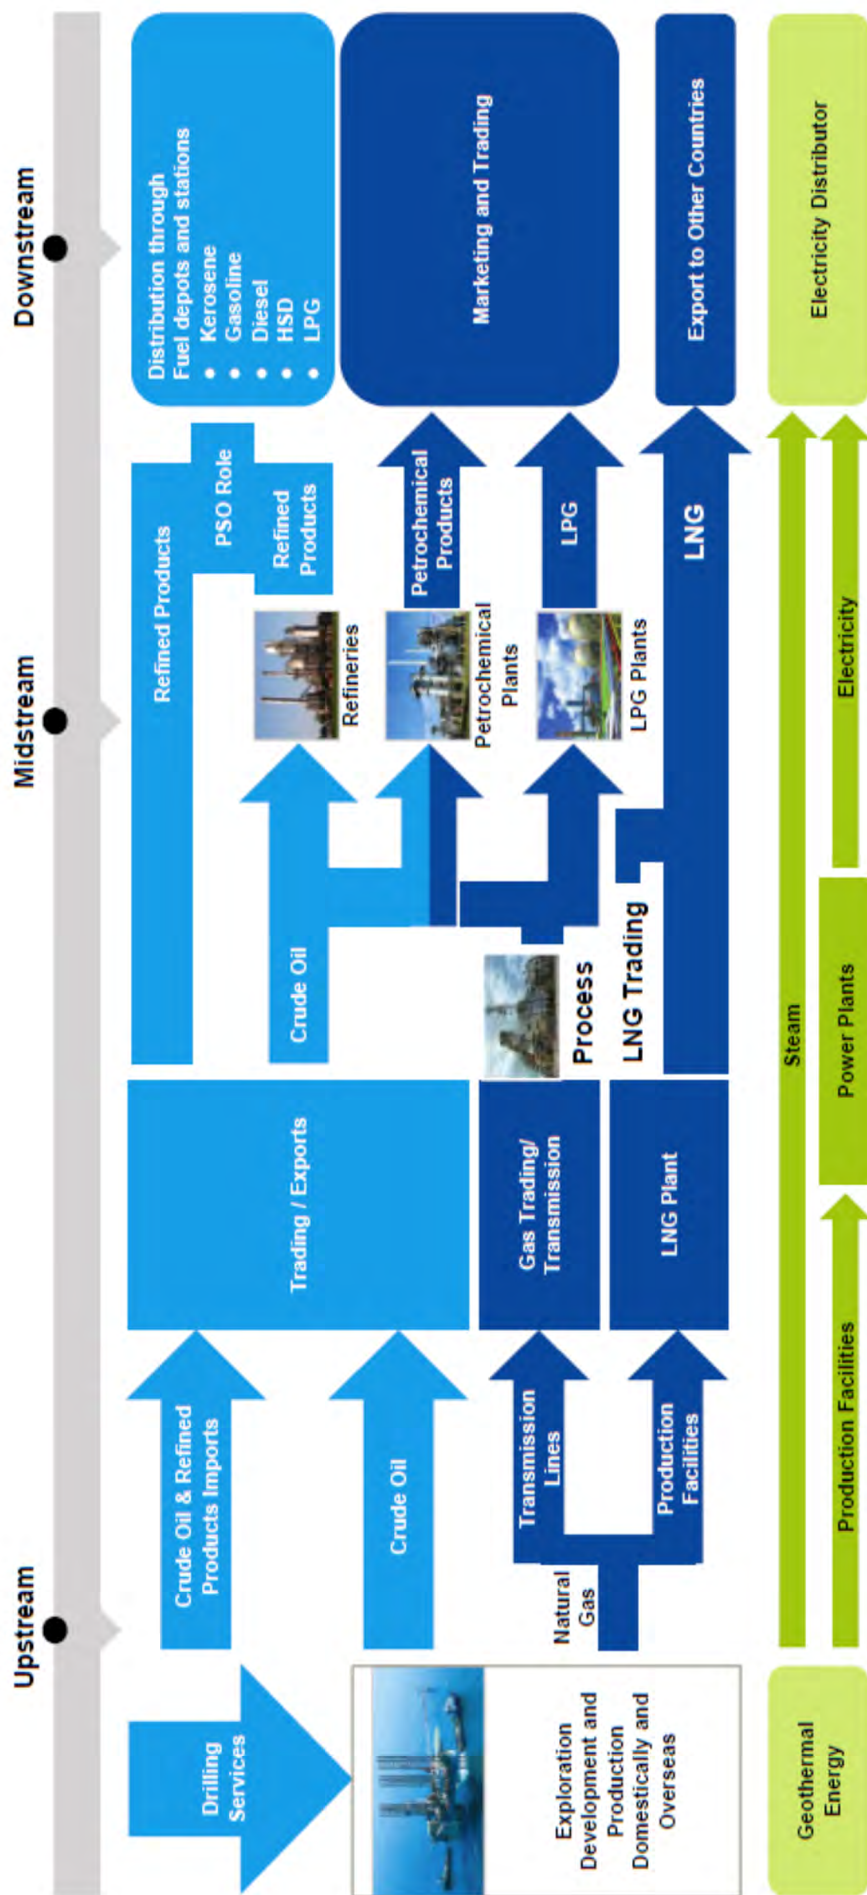 Upstream
Midstream
Downstream
Drilling
Services
Exploration
Development and
Production
Domestically and
Overseas
Geothermal
Energy
Crude Oil & Refined
Products Imports
Crude Oil
Natural
Gas
Transmission
Lines
Production
Facilities
Production Facilities
Steam
Trading / Exports
Gas Trading/
Transmission
LNG Plant
Power Plants
Refined Products
Crude Oil
Process
LNG Trading
Refineries
Petrochemical
Plants
LPG Plants
PSO Role
Refined
Products
Petrochemical
Products
LPG
LNG
Electricity
Distribution through
Fuel depots and stations
● Kerosene
● Gasoline
● Diesel
● HSD
● LPG
Marketing and Trading
Export to Other Countries
Electricity Distributor